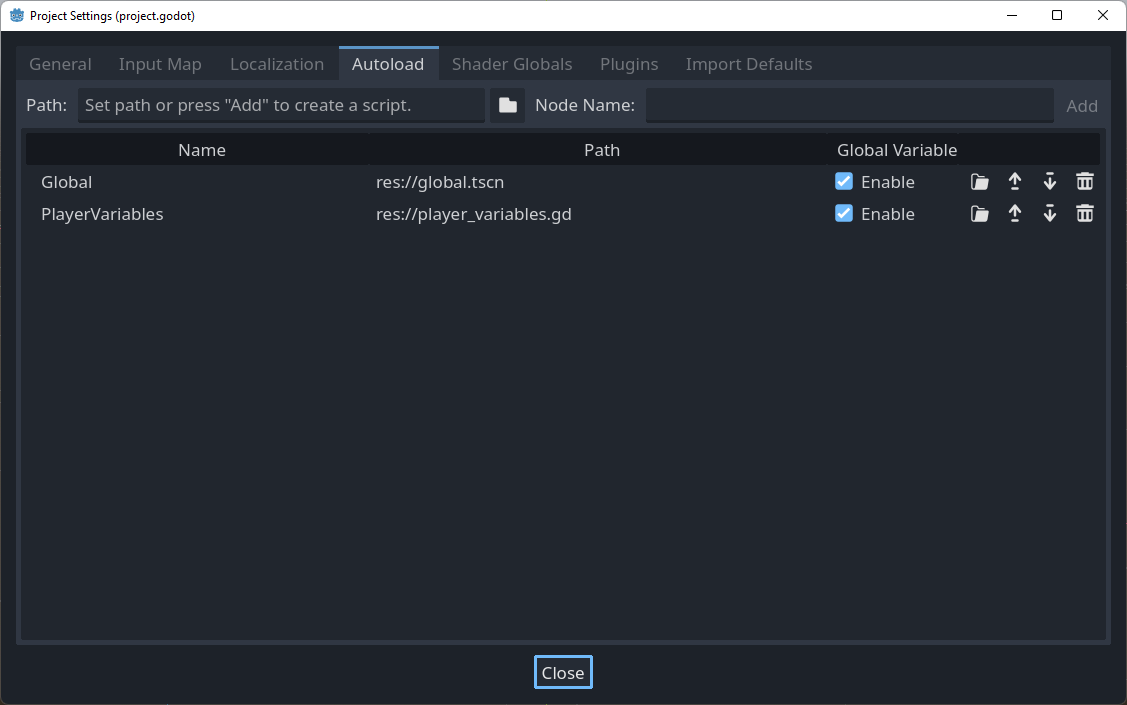 Project Settings (project.godot)
General Input Map Localization Autoload Shader Globals Plugins Import Defaults
Path: Set path or press "Add" to create a script. Node Name: Add
Name Path Global Variable
Global res://global.tscn Enable
PlayerVariables res://player_variables.gd Enable
Close